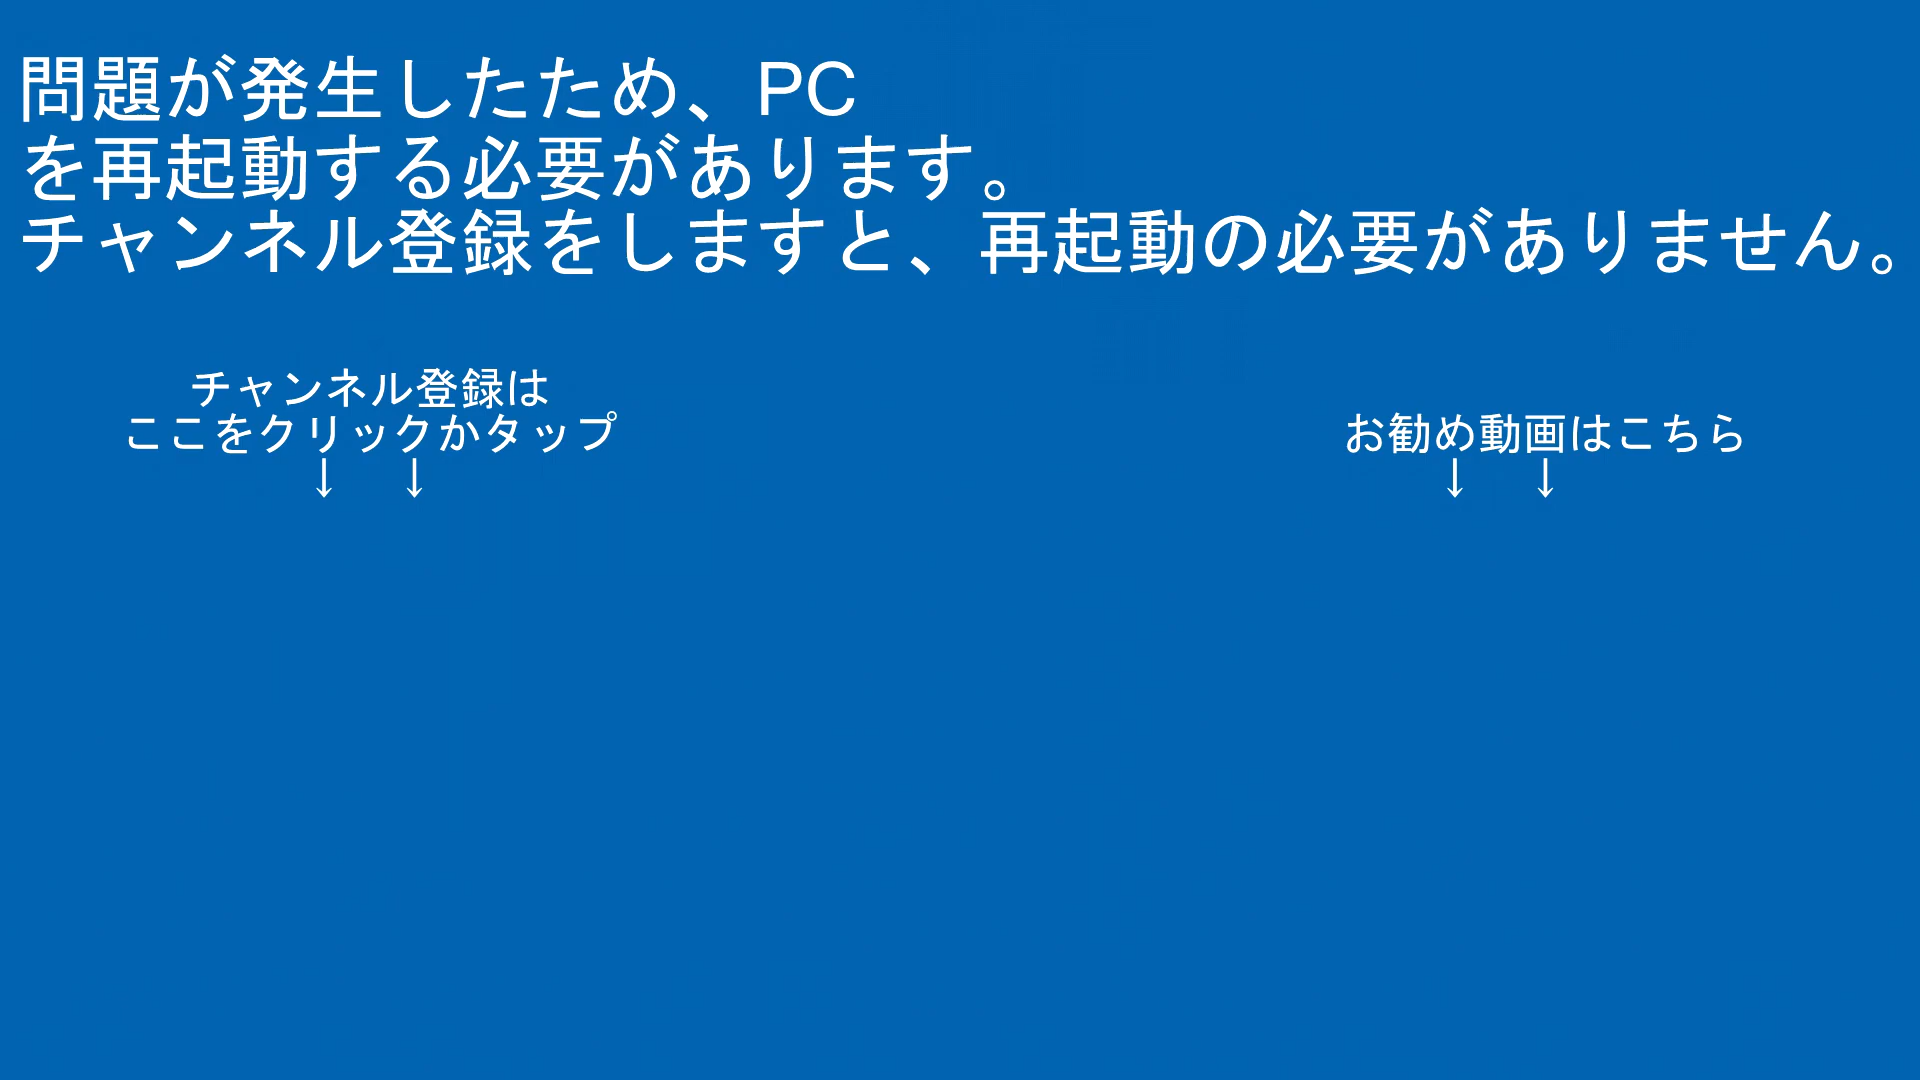 問題が発生したため、PC
を再起動する必要があります。
チャンネル登録をしますと、再起動の必要がありません。
チャンネル登録は
ここをクリックかタップ
↓ ↓
お勧め動画はこちら
↓ ↓